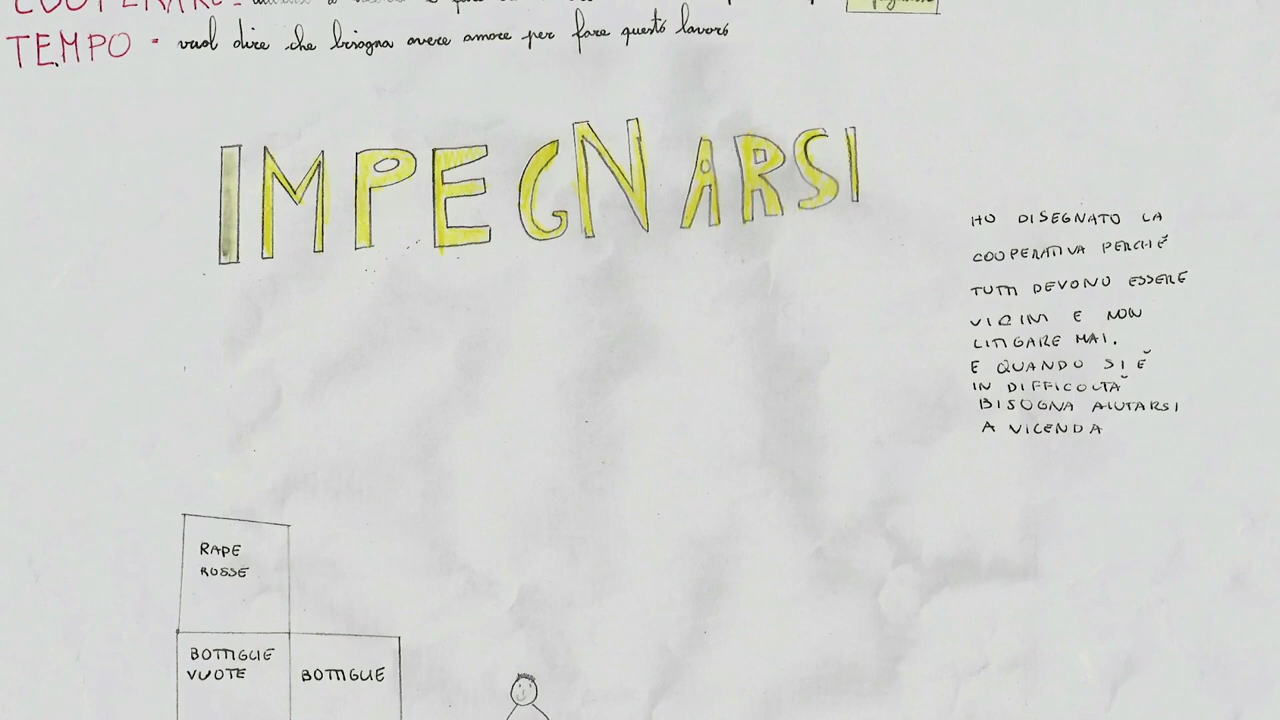 COOPERARE
TEMPO - vuol dire che bisogna avere amore per fare questo lavoro
IMPEGNARSI
HO DISEGNATO LA
COOPERATIVA PERCHÉ
TUTTI DEVONO ESSERE
VICINI E NON
LITIGARE MAI.
E QUANDO SI È
IN DIFFICOLTÀ
BISOGNA AIUTARSI
A VICENDA
RAPE
ROSSE
BOTTIGLIE
VUOTE
BOTTIGLIE